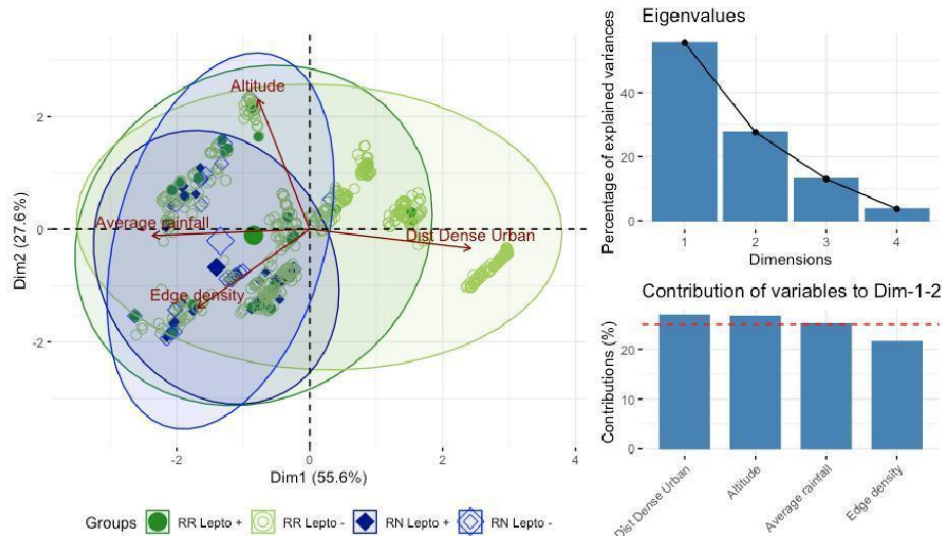 Altitude
Average rainfall
Dist Dense Urban
Edge density
Dim2 (27.6%)
2
0
-2
-2
0
2
4
Dim1 (55.6%)
Groups
RR Lepto +
RR Lepto -
RN Lepto +
RN Lepto -
Eigenvalues
Percentage of explained variances
40
20
0
1
2
3
4
Dimensions
Contribution of variables to Dim-1-2
Contributions (%)
20
10
0
Dist Dense Urban
Altitude
Average rainfall
Edge density